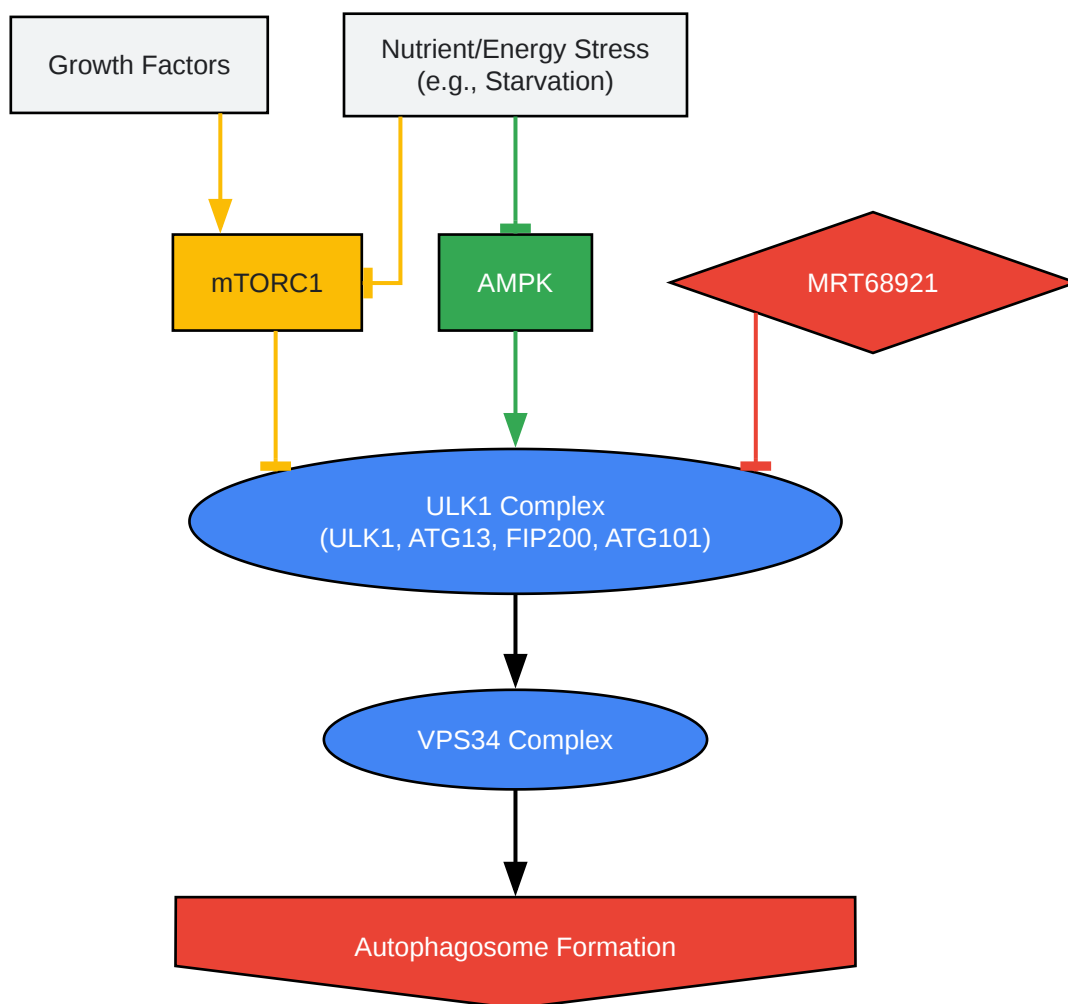 Growth Factors
Nutrient/Energy Stress
(e.g., Starvation)
mTORC1
AMPK
MRT68921
ULK1 Complex
(ULK1, ATG13, FIP200, ATG101)
VPS34 Complex
Autophagosome Formation